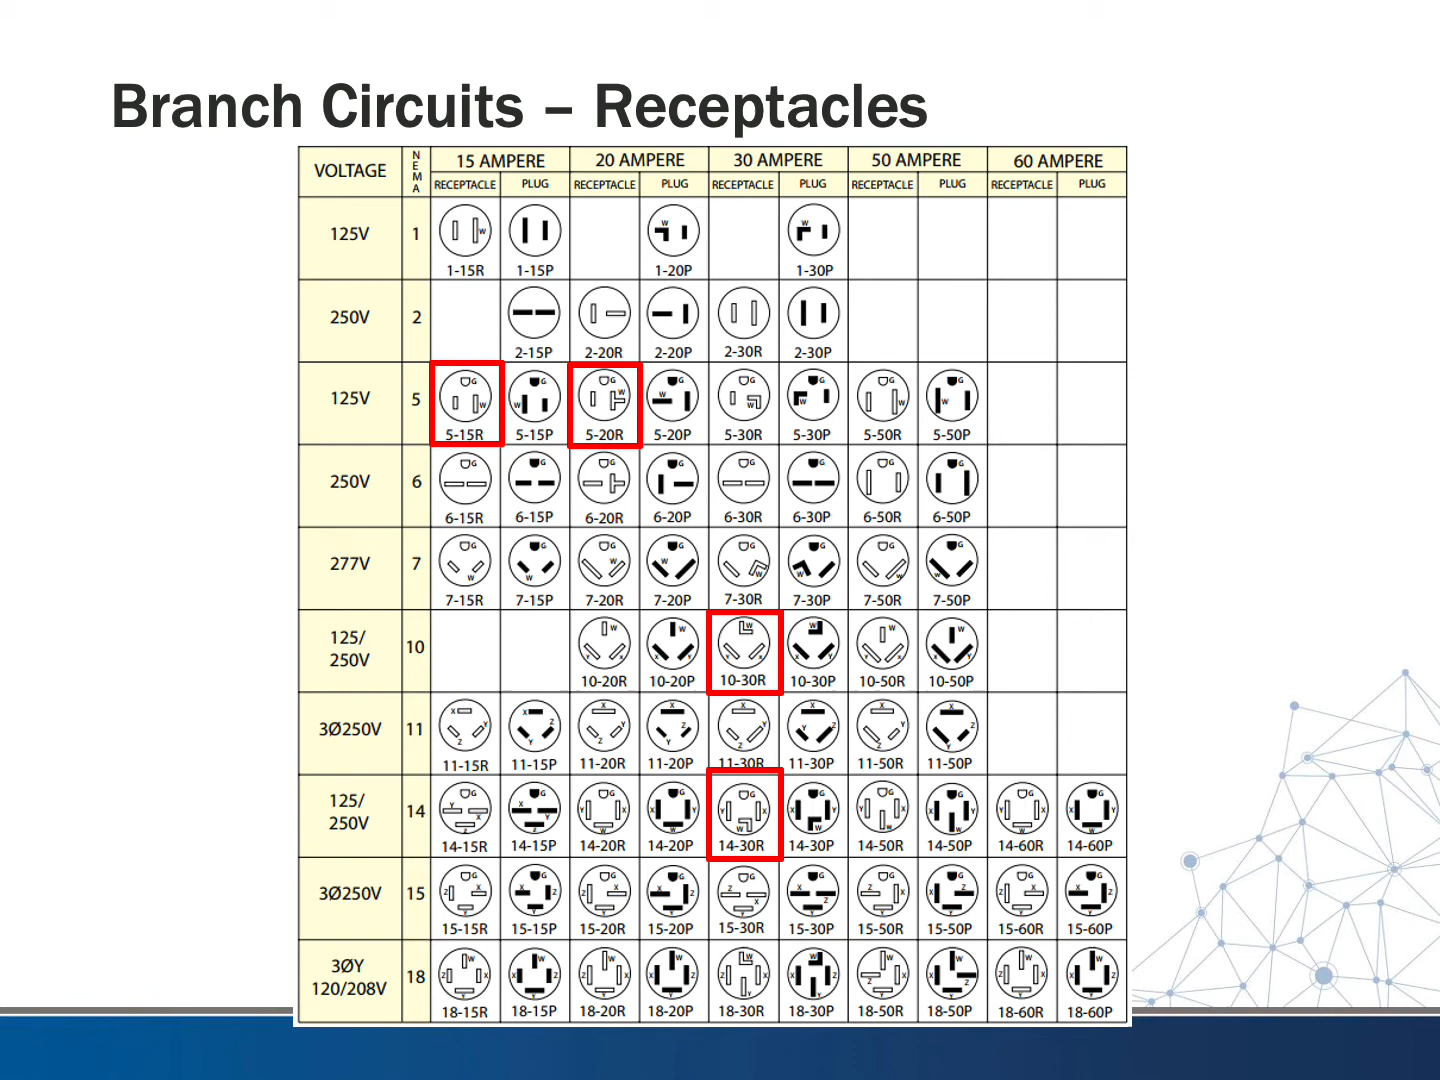 Branch Circuits – Receptacles
VOLTAGE NEMA 15 AMPERE 20 AMPERE 30 AMPERE 50 AMPERE 60 AMPERE
RECEPTACLE PLUG RECEPTACLE PLUG RECEPTACLE PLUG RECEPTACLE PLUG RECEPTACLE PLUG
125V 1 W W W
1-15R 1-15P 1-20P 1-30P
250V 2
2-15P 2-20R 2-20P 2-30R 2-30P
G G G G G G G G
125V 5 W W W W W W W W
5-15R 5-15P 5-20R 5-20P 5-30R 5-30P 5-50R 5-50P
G G G G G G G G
250V 6
6-15R 6-15P 6-20R 6-20P 6-30R 6-30P 6-50R 6-50P
G G G G G G G G
277V 7 W W W W W W W W
7-15R 7-15P 7-20R 7-20P 7-30R 7-30P 7-50R 7-50P
125/
250V 10 W W W W W W
10-20R 10-20P 10-30R 10-30P 10-50R 10-50P
3Ø250V 11
11-15R 11-15P 11-20R 11-20P 11-30R 11-30P 11-50R 11-50P
G G G G G G G G G G
125/
250V 14
14-15R 14-15P 14-20R 14-20P 14-30R 14-30P 14-50R 14-50P 14-60R 14-60P
G G G G G G G G G G
3Ø250V 15
15-15R 15-15P 15-20R 15-20P 15-30R 15-30P 15-50R 15-50P 15-60R 15-60P
3ØY
120/208V 18 W W W W W W W W W W
18-15R 18-15P 18-20R 18-20P 18-30R 18-30P 18-50R 18-50P 18-60R 18-60P